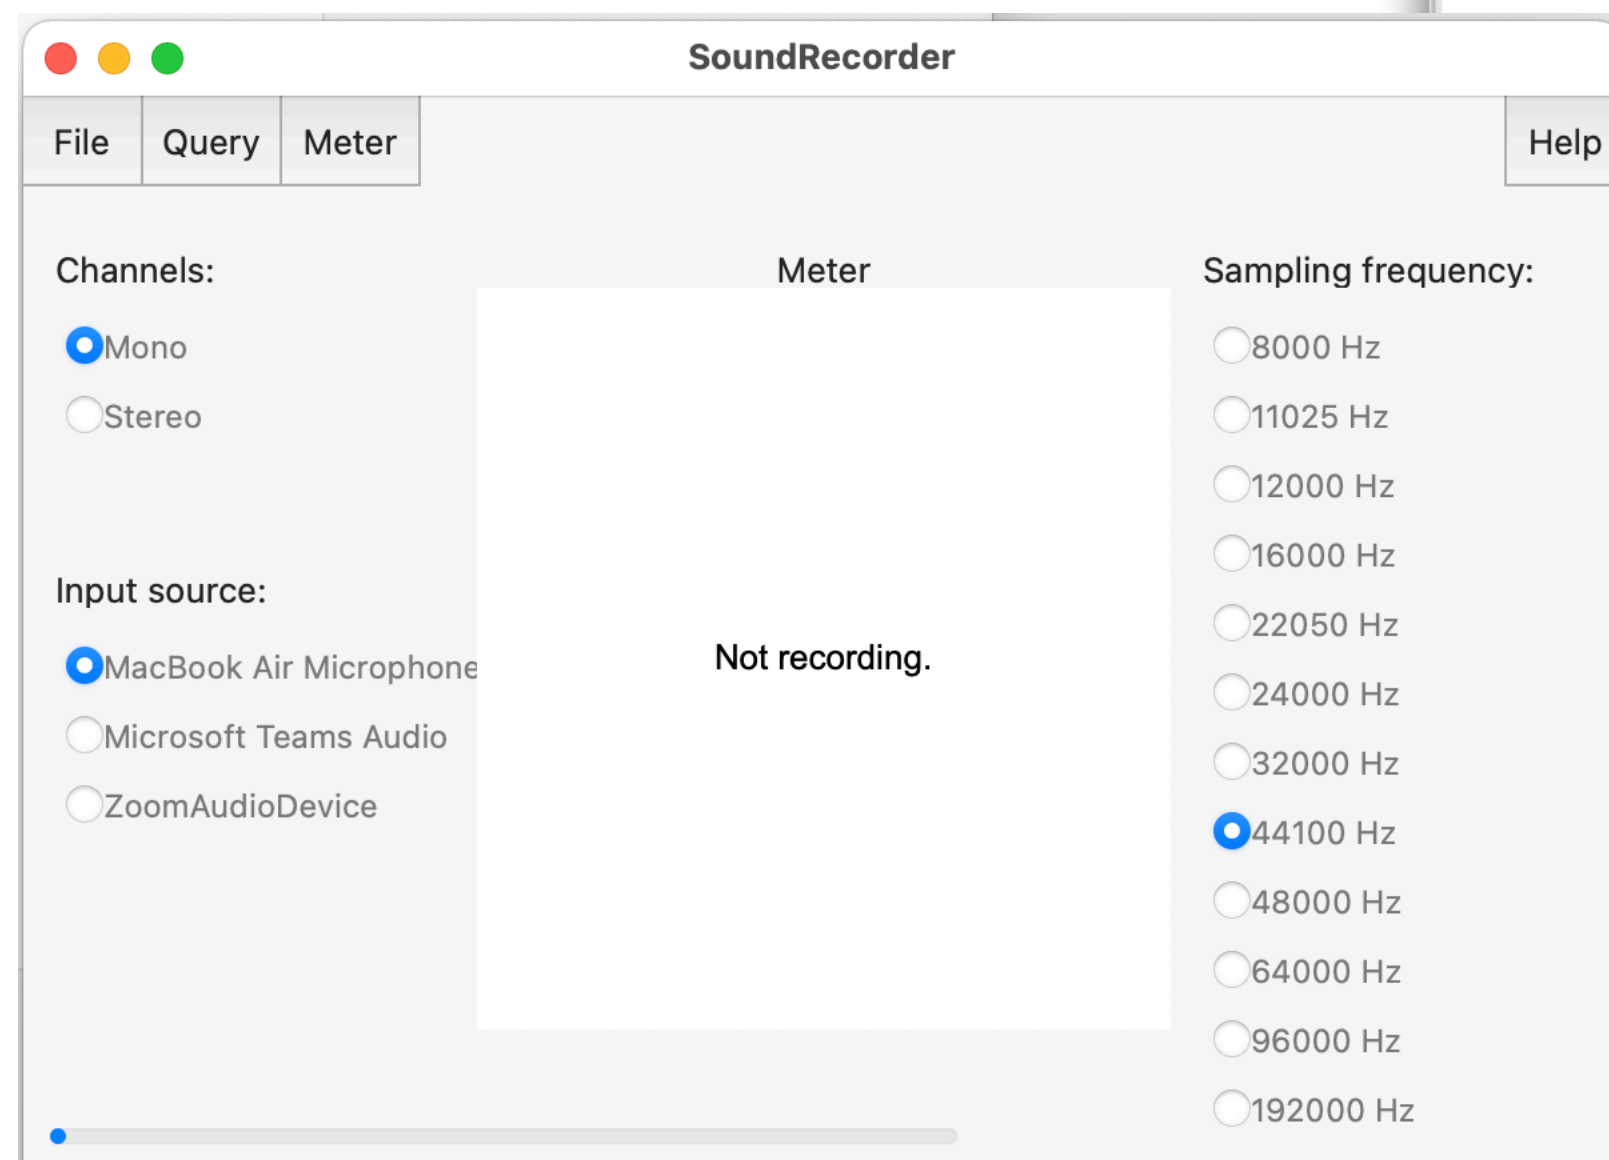 SoundRecorder
File Query Meter Help
Channels:
Mono
Stereo
Input source:
MacBook Air Microphone
Microsoft Teams Audio
ZoomAudioDevice
Meter
Not recording.
Sampling frequency:
8000 Hz
11025 Hz
12000 Hz
16000 Hz
22050 Hz
24000 Hz
32000 Hz
44100 Hz
48000 Hz
64000 Hz
96000 Hz
192000 Hz